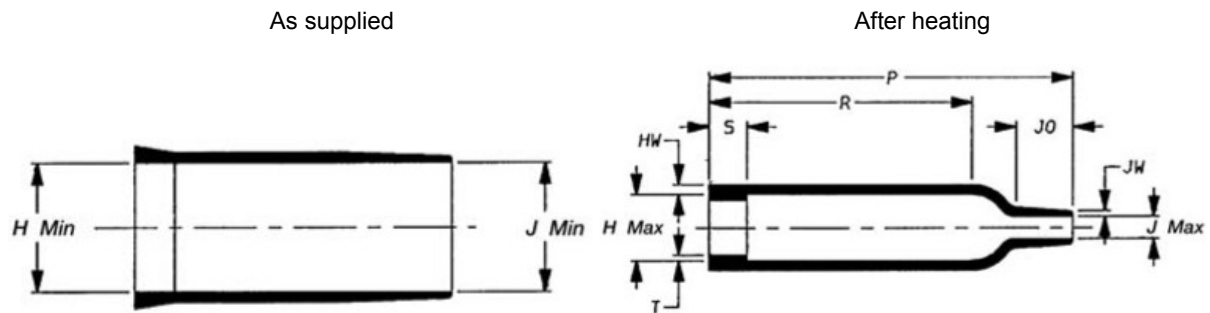 As supplied
After heating
H Min
J Min
P
R
S
JO
HW
JW
H Max
J Max
T